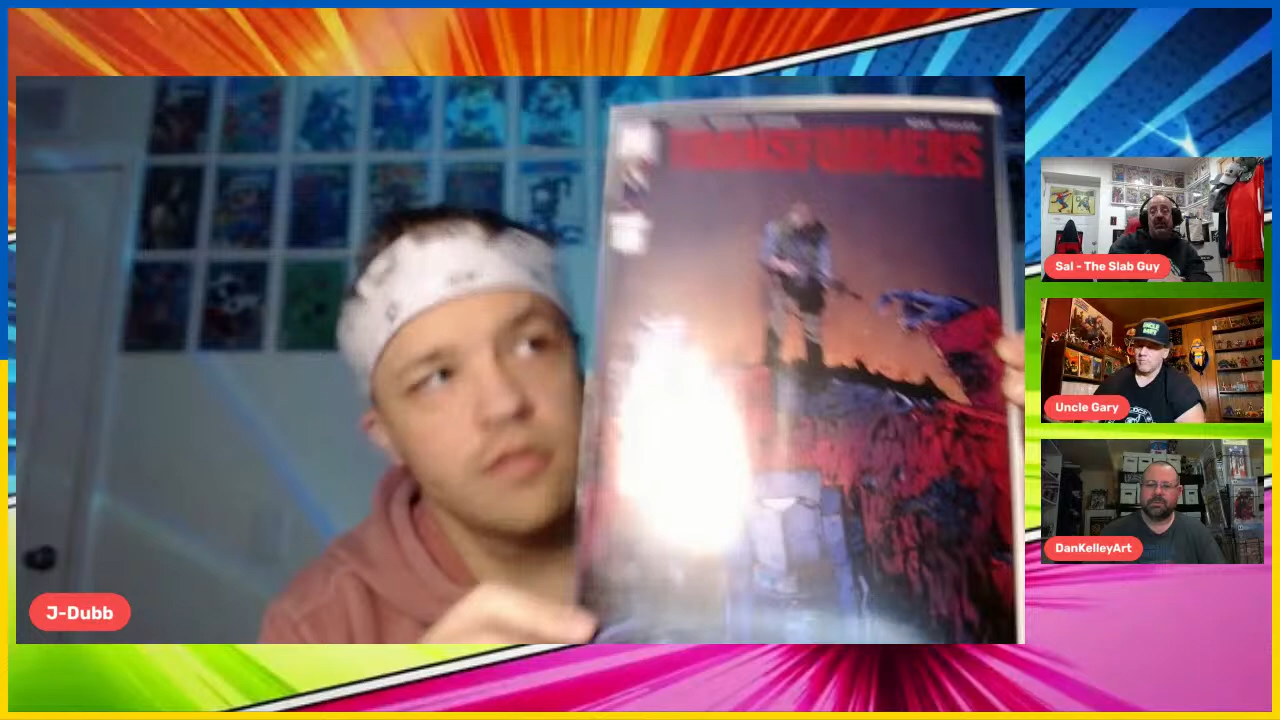 TRANSFORMERS
Sal - The Slab Guy
Uncle Gary
DanKelleyArt
J-Dubb